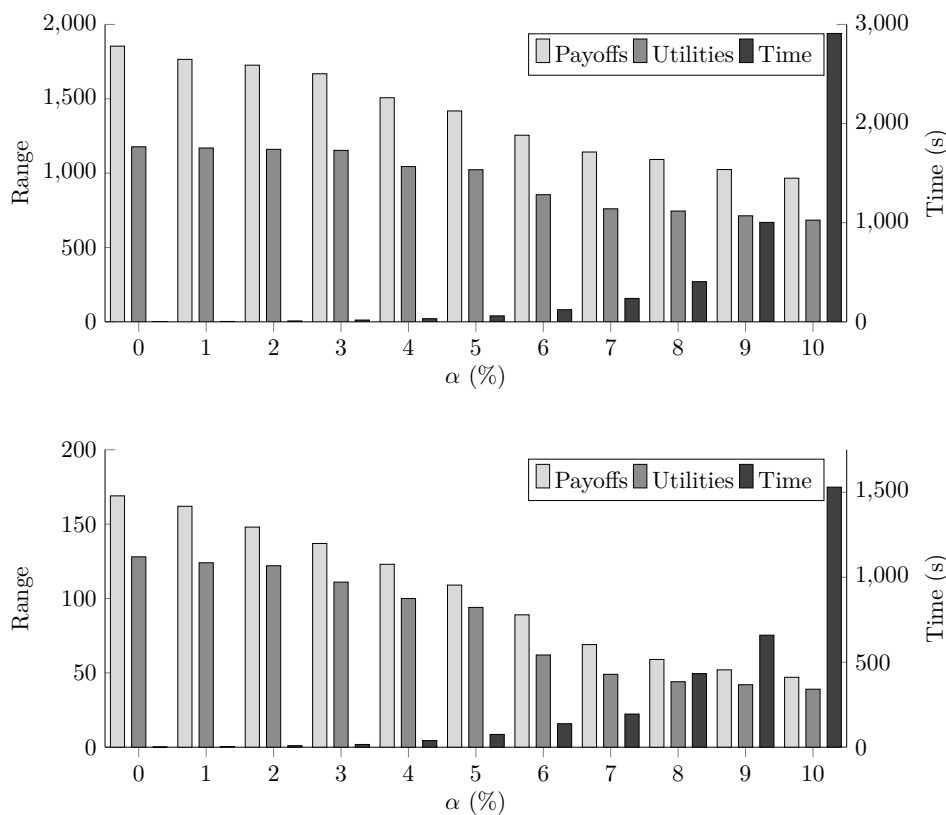 2,000
1,500
1,000
500
0
Range
3,000
2,000
1,000
0
Time (s)
Payoffs Utilities Time
0 1 2 3 4 5 6 7 8 9 10
α (%)
200
150
100
50
0
Range
1,500
1,000
500
0
Time (s)
Payoffs Utilities Time
0 1 2 3 4 5 6 7 8 9 10
α (%)